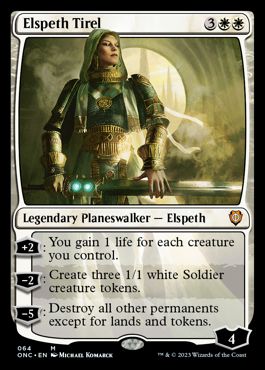 Elspeth Tirel 3
Legendary Planeswalker — Elspeth
+2: You gain 1 life for each creature
you control.
-2: Create three 1/1 white Soldier
creature tokens.
-5: Destroy all other permanents
except for lands and tokens.
4
064 M
ONC • EN Michael Komarck ™ & © 2023 Wizards of the Coast